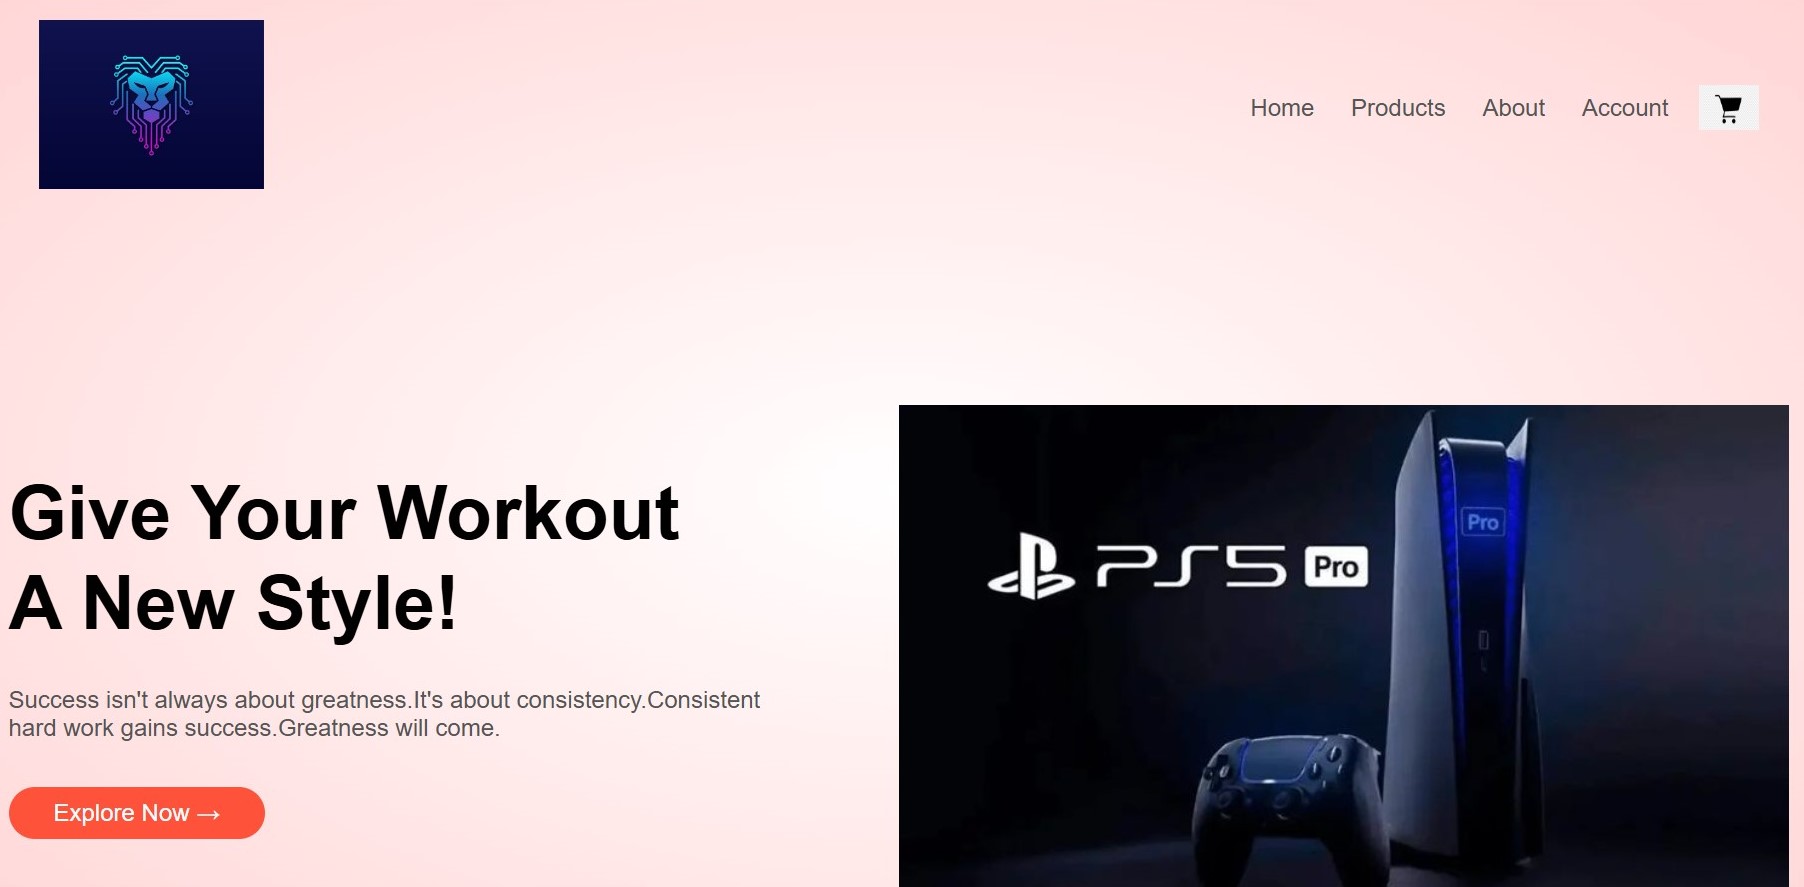 Home Products About Account
Give Your Workout
A New Style!
Success isn't always about greatness.It's about consistency.Consistent
hard work gains success.Greatness will come.
Explore Now →
PS5 Pro
Pro